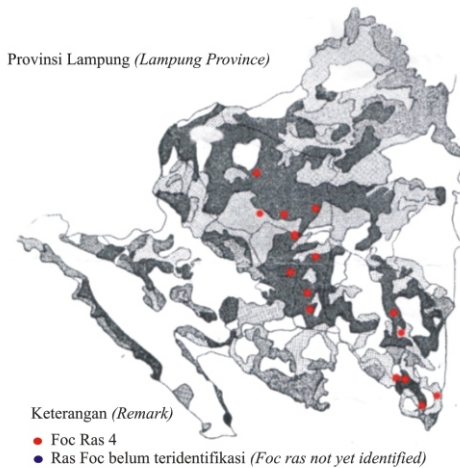 Provinsi Lampung (Lampung Province)
Keterangan (Remark)
Foc Ras 4
Ras Foc belum teridentifikasi (Foc ras not yet identified)